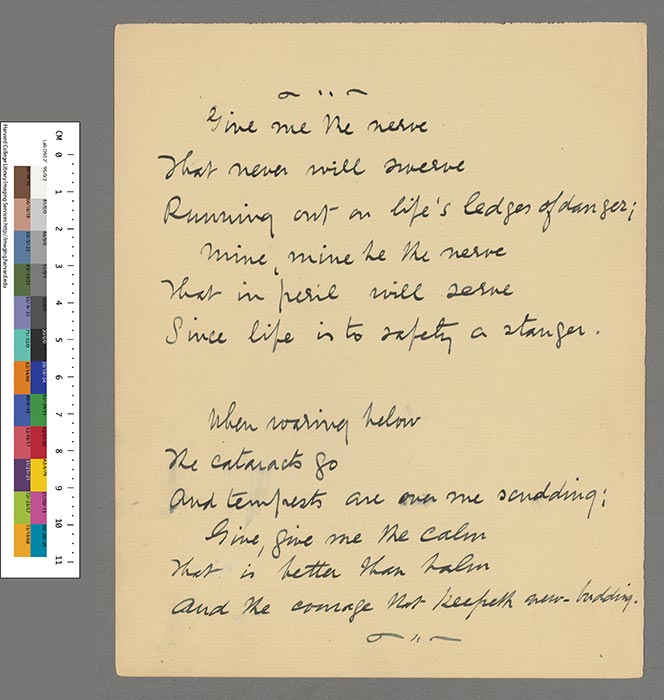 Give me the nerve
That never will swerve
Running out on life's ledges of danger;
Mine, mine be the nerve
That in peril will serve
Since life is to safety a stanger.
When roaring below
The cataracts go
And tempests are over me scudding;
Give, give me the calm
That is better than balm
And the courage that keepeth new-budding.
CM 0 1 2 3 4 5 6 7 8 9 10 11
Harvard College Library Imaging Services http://imaging.harvard.edu